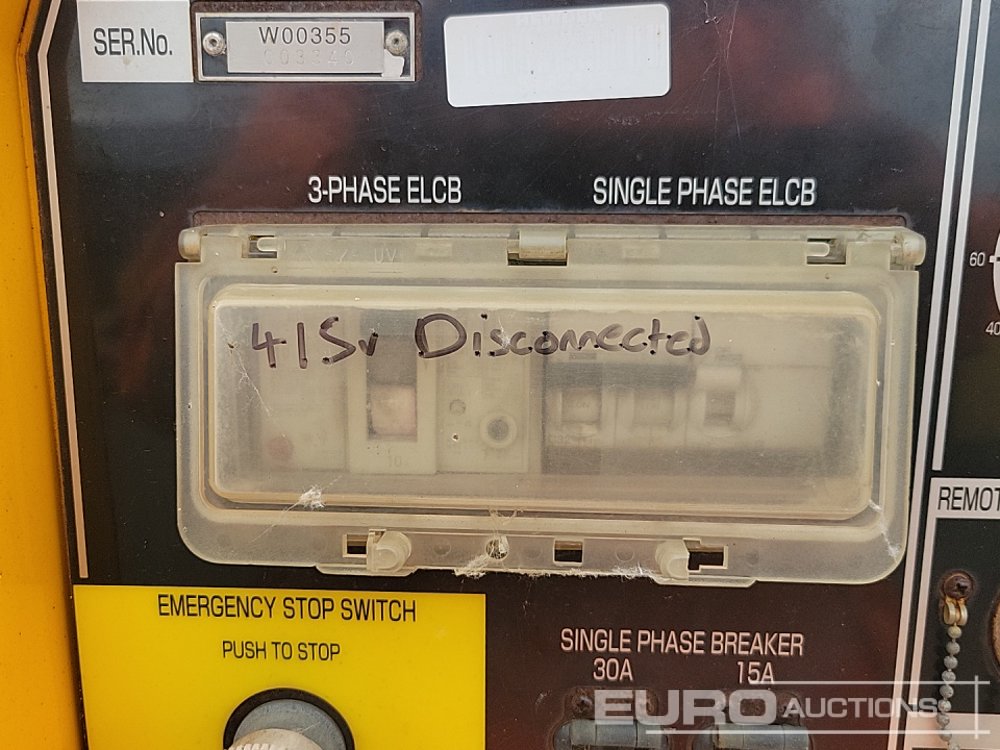 SER.No.
W00355
3-PHASE ELCB
SINGLE PHASE ELCB
415v Disconnected
60
40
REMOT
EMERGENCY STOP SWITCH
PUSH TO STOP
SINGLE PHASE BREAKER
30A 15A
EURO AUCTIONS